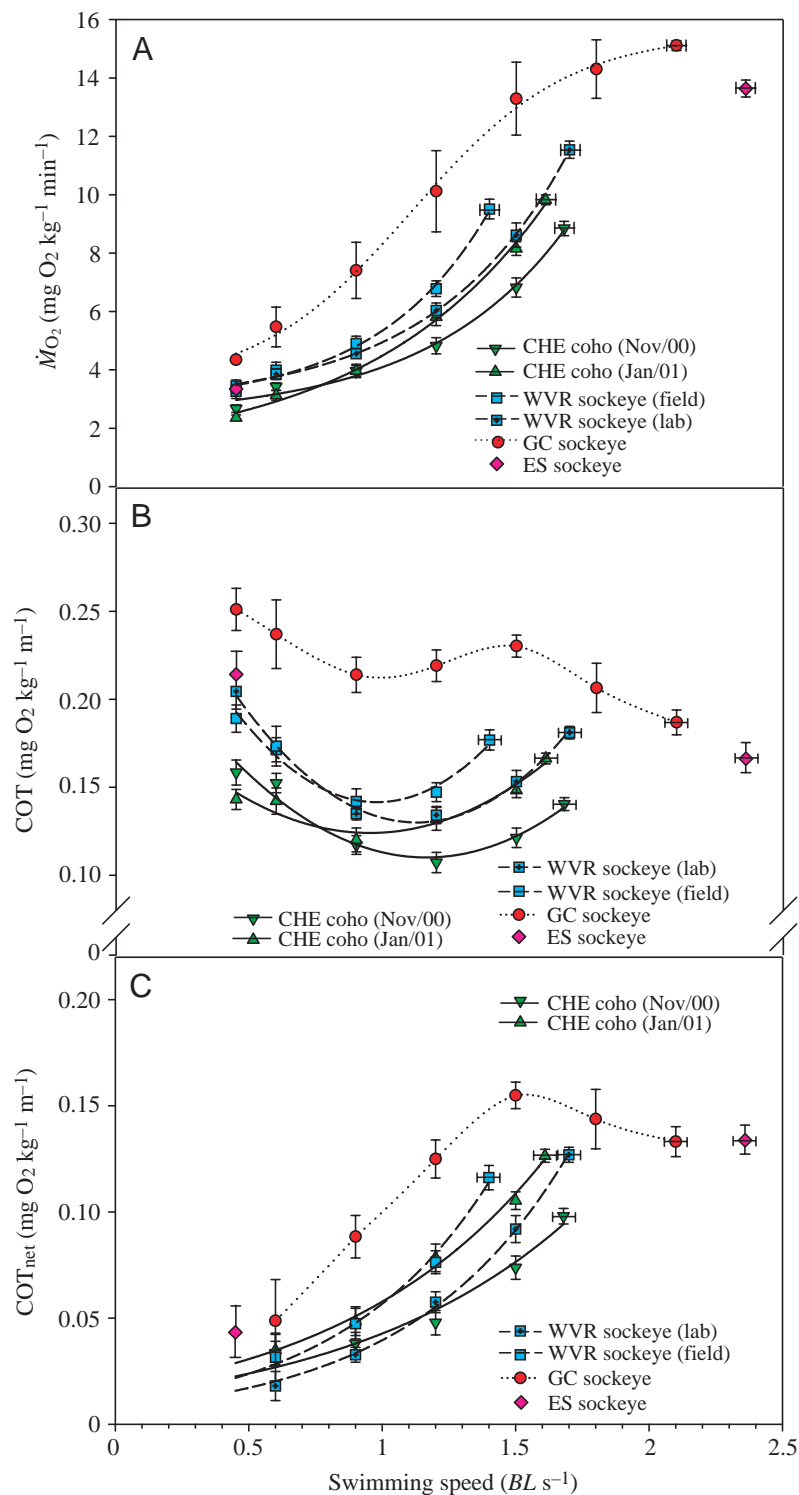 A
16
14
12
10
8
6
4
2
0
ṀO₂ (mg O₂ kg⁻¹ min⁻¹)
CHE coho (Nov/00)
CHE coho (Jan/01)
WVR sockeye (field)
WVR sockeye (lab)
GC sockeye
ES sockeye
B
0.30
0.25
0.20
0.15
0.10
0
COT (mg O₂ kg⁻¹ m⁻¹)
WVR sockeye (lab)
WVR sockeye (field)
GC sockeye
ES sockeye
CHE coho (Nov/00)
CHE coho (Jan/01)
C
0.20
0.15
0.10
0.05
0
COTnet (mg O₂ kg⁻¹ m⁻¹)
CHE coho (Nov/00)
CHE coho (Jan/01)
WVR sockeye (lab)
WVR sockeye (field)
GC sockeye
ES sockeye
0 0.5 1 1.5 2 2.5
Swimming speed (BL s⁻¹)